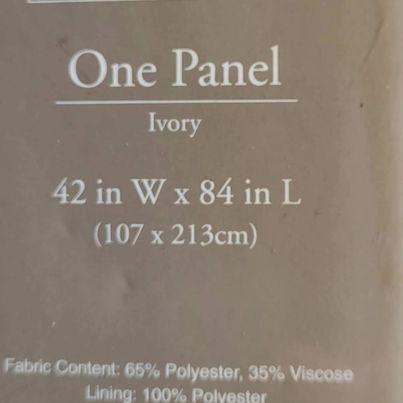 One Panel
Ivory
42 in W x 84 in L
(107 x 213cm)
Fabric Content: 65% Polyester, 35% Viscose
Lining: 100% Polyester